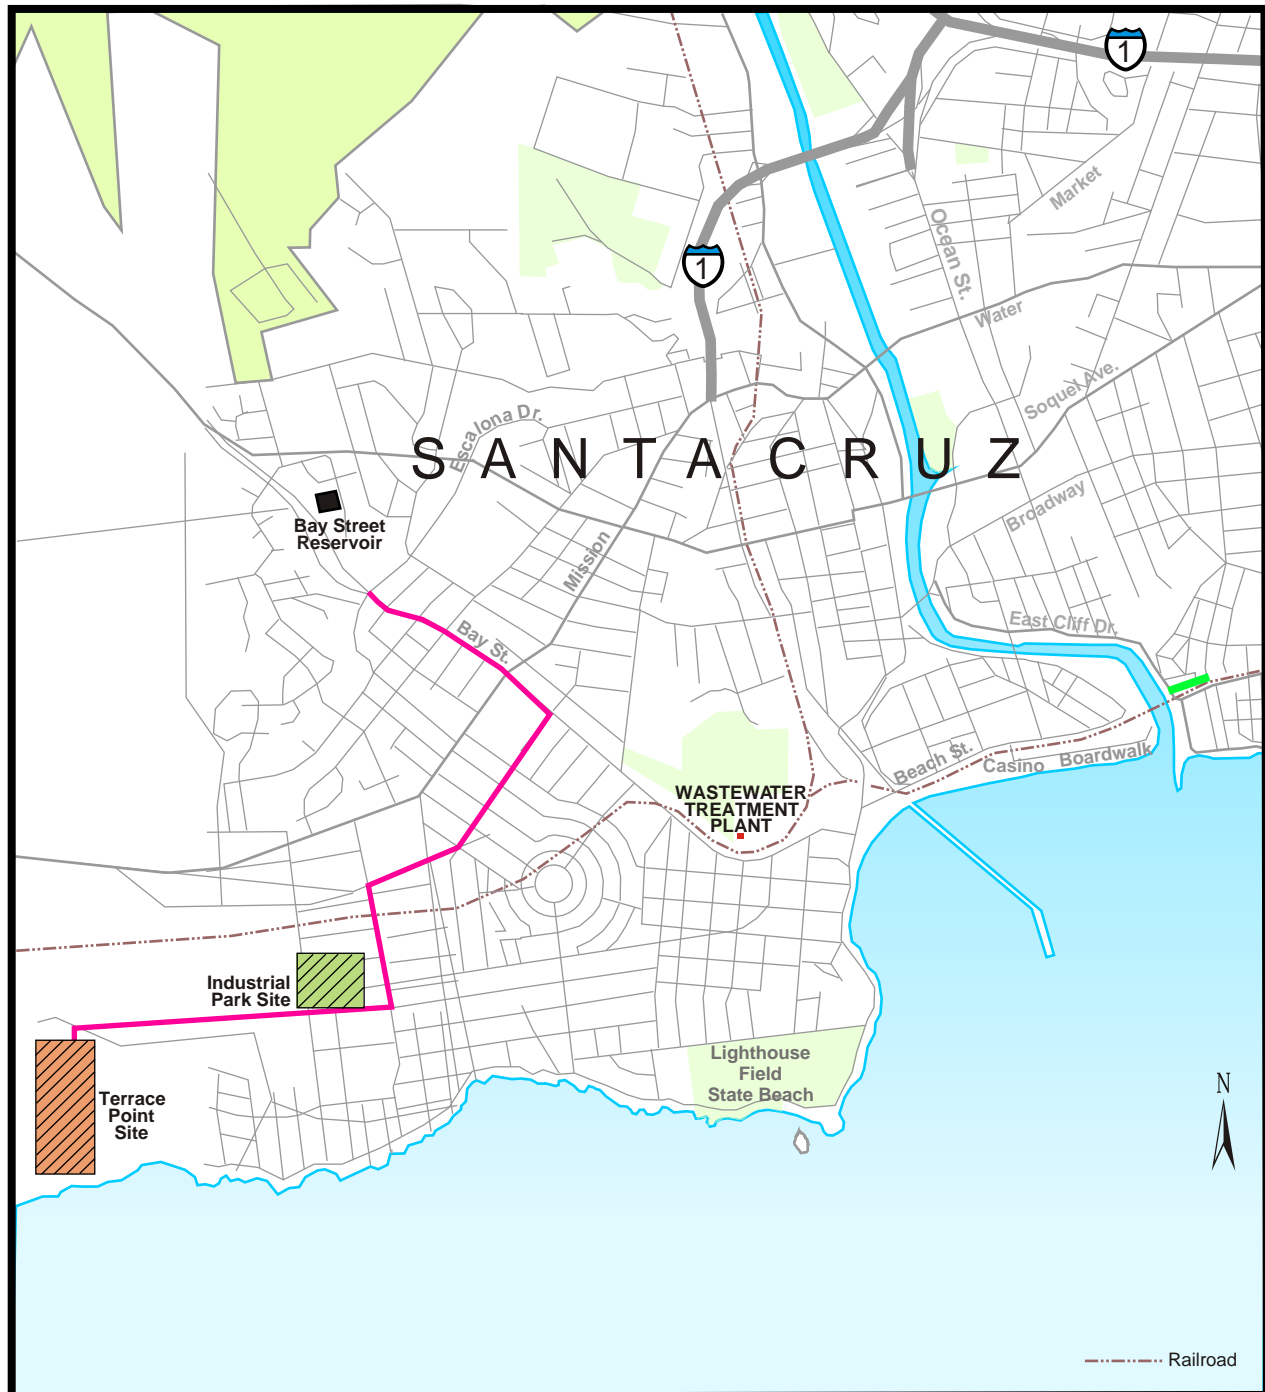 1
Market
Ocean St.
1
Water
Soquel Ave.
Escalona Dr.
SANTA CRUZ
Broadway
Bay Street
Reservoir
Mission
Bay St.
East Cliff Dr.
Beach St.
Casino Boardwalk
WASTEWATER
TREATMENT
PLANT
Industrial
Park Site
Lighthouse
Field
State Beach
Terrace
Point
Site
N
Railroad